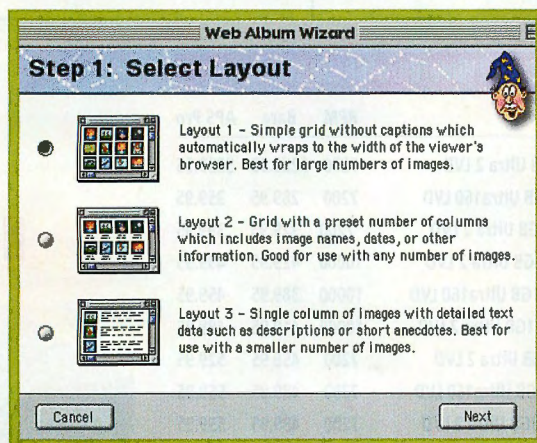 Web Album Wizard
Step 1: Select Layout
Layout 1 - Simple grid without captions which
automatically wraps to the width of the viewer's
browser. Best for large numbers of images.
Layout 2 - Grid with a preset number of columns
which includes image names, dates, or other
information. Good for use with any number of images.
Layout 3 - Single column of images with detailed text
data such as descriptions or short anecdotes. Best for
use with a smaller number of images.
Cancel
Next